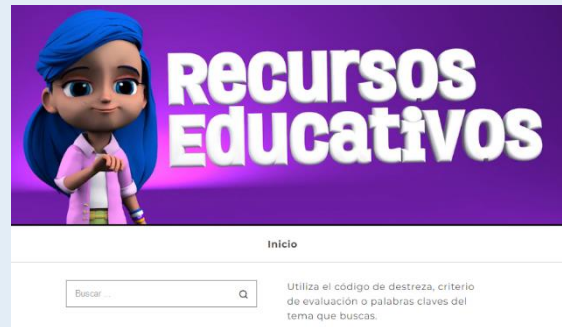 Recursos
Educativos
Inicio
Buscar ...
Utiliza el código de destreza, criterio
de evaluación o palabras claves del
tema que buscas.